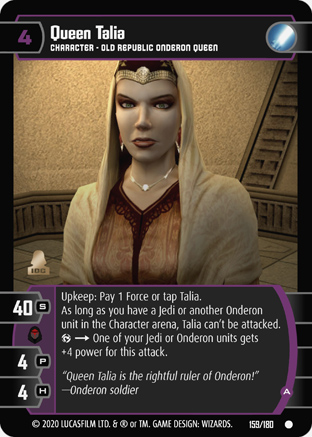 4
Queen Talia
CHARACTER - OLD REPUBLIC ONDERON QUEEN
100
40 S
4 P
4 H
Upkeep: Pay 1 Force or tap Talia.
As long as you have a Jedi or another Onderon
unit in the Character arena, Talia can't be attacked.
→ One of your Jedi or Onderon units gets
+4 power for this attack.
"Queen Talia is the rightful ruler of Onderon!"
—Onderon soldier
A
© 2020 LUCASFILM LTD. & ® or TM. GAME DESIGN: WIZARDS. 159/180